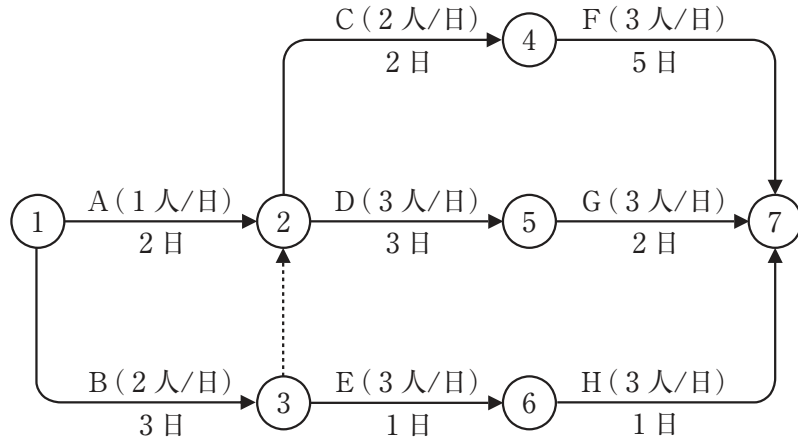 C ( 2 人/日) F ( 3 人/日)
4
2 日 5 日
A ( 1 人/日) D ( 3 人/日) G ( 3 人/日)
1 2 5 7
2 日 3 日 2 日
B ( 2 人/日) E ( 3 人/日) H ( 3 人/日)
3 6
3 日 1 日 1 日